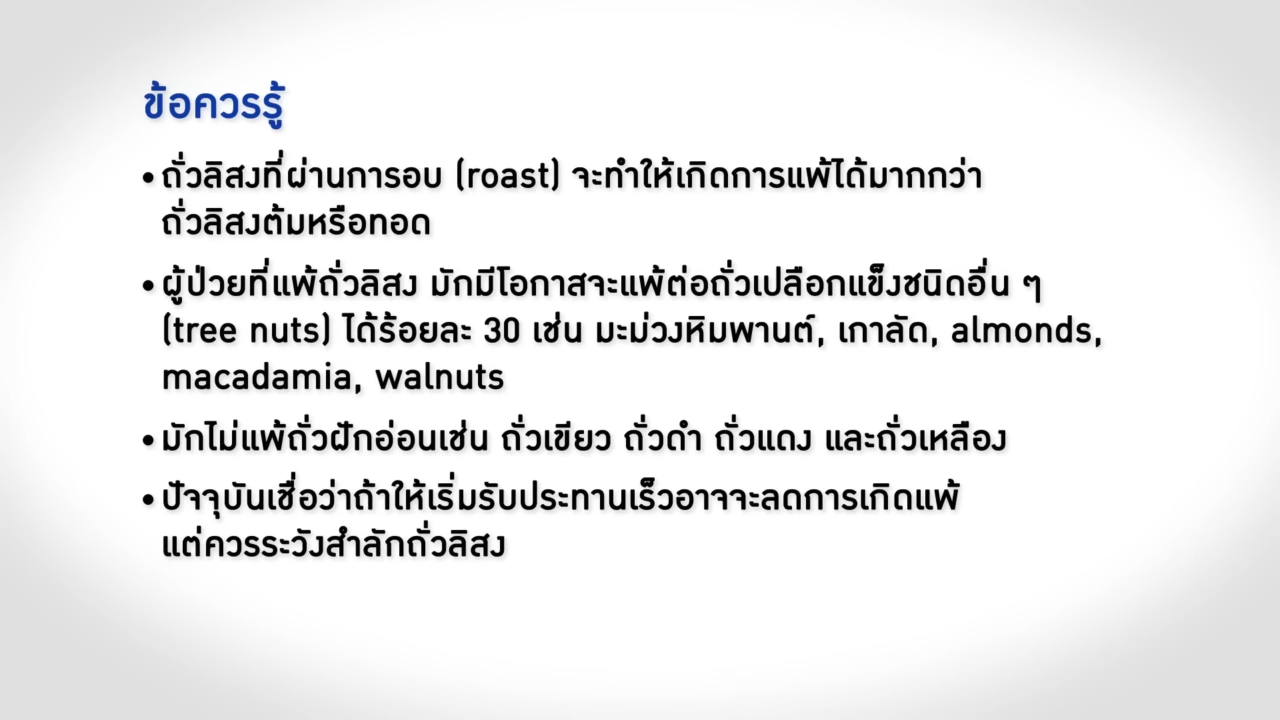 ข้อควรรู้
• ถั่วลิสงที่ผ่านการอบ (roast) จะทำให้เกิดการแพ้ได้มากกว่า
ถั่วลิสงต้มหรือทอด
• ผู้ป่วยที่แพ้ถั่วลิสง มักมีโอกาสจะแพ้ต่อถั่วเปลือกแข็งชนิดอื่น ๆ
(tree nuts) ได้ร้อยละ 30 เช่น มะม่วงหิมพานต์, เกาลัด, almonds,
macadamia, walnuts
• มักไม่แพ้ถั่วฝักอ่อนเช่น ถั่วเขียว ถั่วดำ ถั่วแดง และถั่วเหลือง
• ปัจจุบันเชื่อว่าถ้าให้เริ่มรับประทานเร็วอาจจะลดการเกิดแพ้
แต่ควรระวังสำลักถั่วลิสง